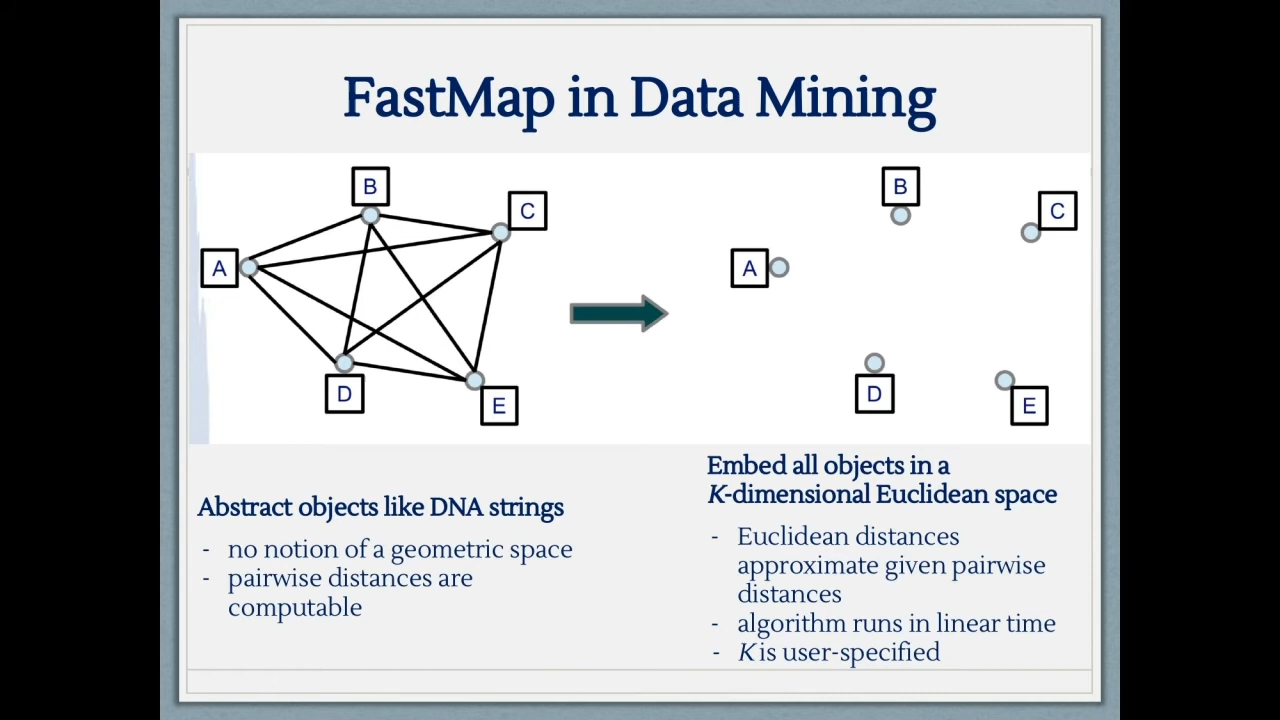 FastMap in Data Mining
B
C
A
D
E
B
C
A
D
E
Abstract objects like DNA strings
- no notion of a geometric space
- pairwise distances are
computable
Embed all objects in a
K-dimensional Euclidean space
- Euclidean distances
approximate given pairwise
distances
- algorithm runs in linear time
- K is user-specified